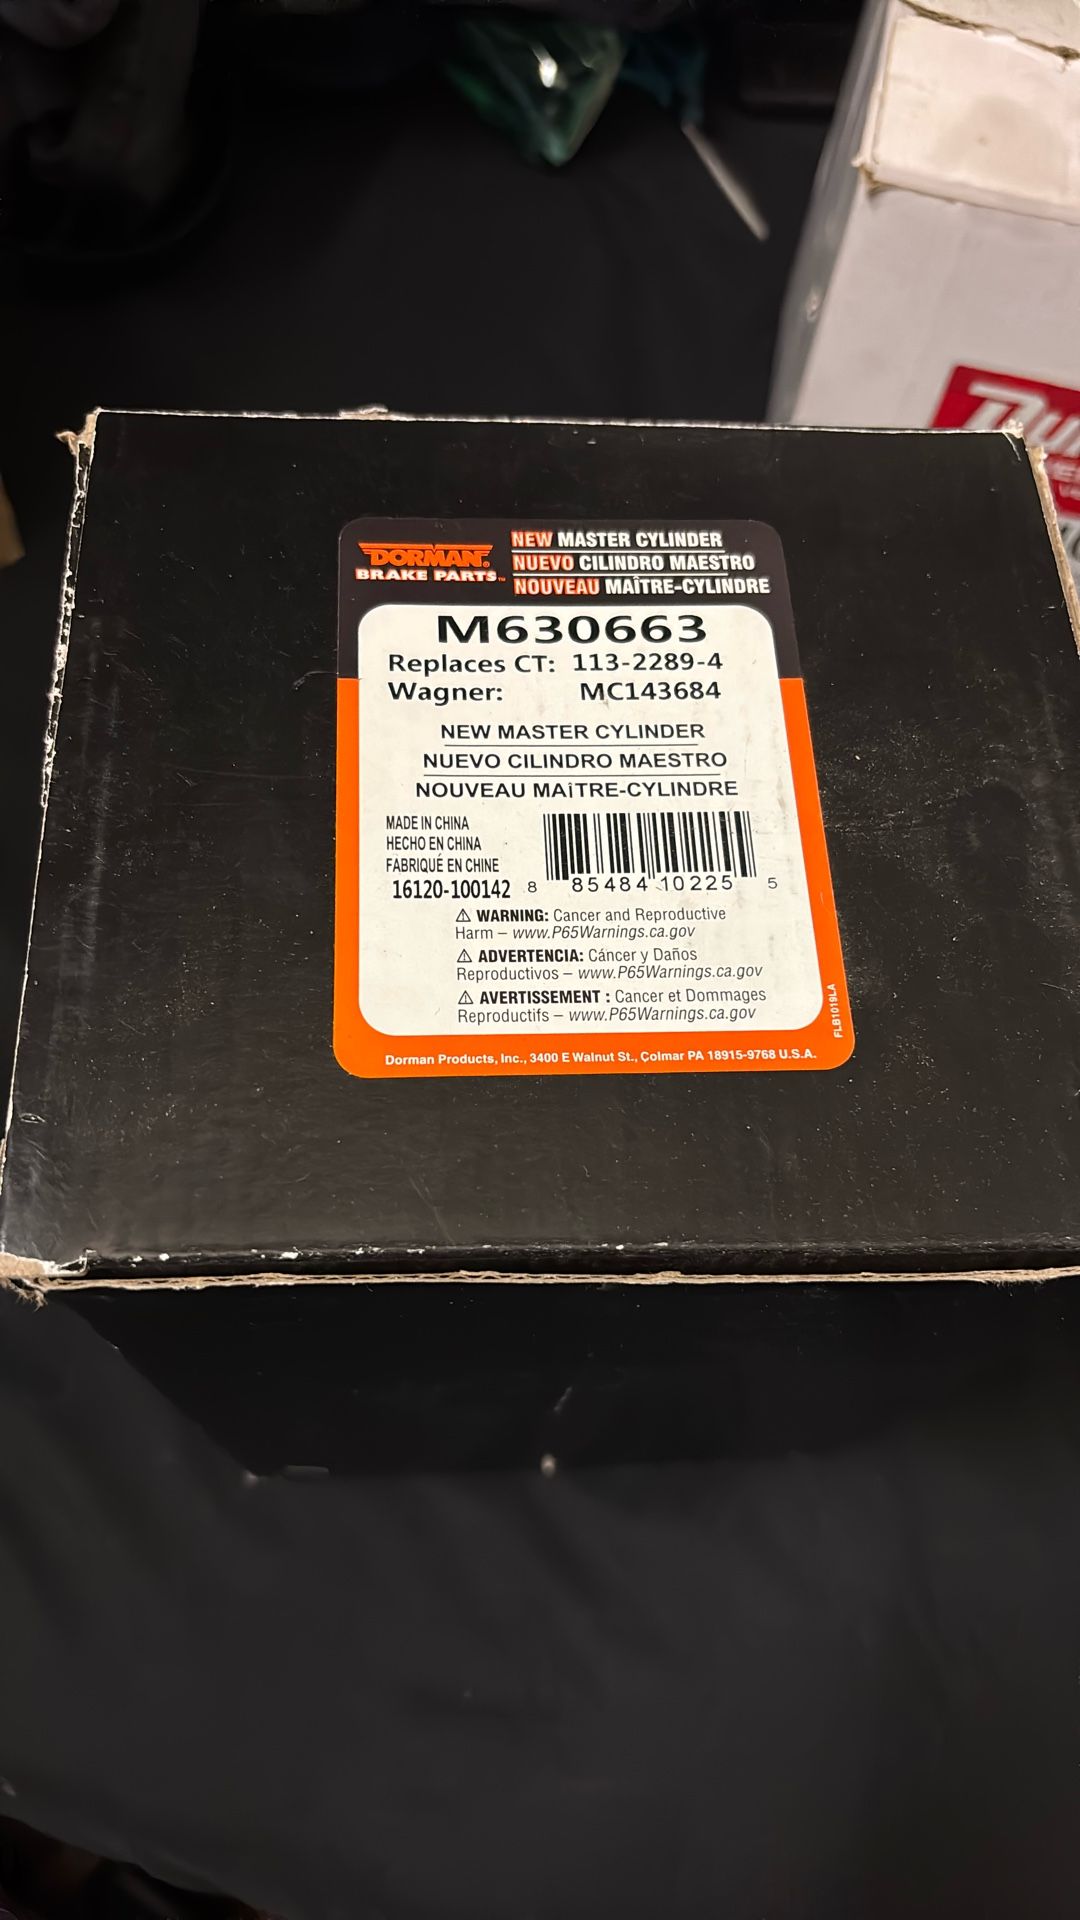 DORMAN®
BRAKE PARTS™
NEW MASTER CYLINDER
NUEVO CILINDRO MAESTRO
NOUVEAU MAÎTRE-CYLINDRE
M630663
Replaces CT: 113-2289-4
Wagner: MC143684
NEW MASTER CYLINDER
NUEVO CILINDRO MAESTRO
NOUVEAU MAiTRE-CYLINDRE
MADE IN CHINA
HECHO EN CHINA
FABRIQUÉ EN CHINE
16120-100142
8 85484 10225 5
⚠ WARNING: Cancer and Reproductive
Harm – www.P65Warnings.ca.gov
⚠ ADVERTENCIA: Cáncer y Daños
Reproductivos – www.P65Warnings.ca.gov
⚠ AVERTISSEMENT : Cancer et Dommages
Reproductifs – www.P65Warnings.ca.gov
FLB1019LA
Dorman Products, Inc., 3400 E Walnut St., Colmar PA 18915-9768 U.S.A.